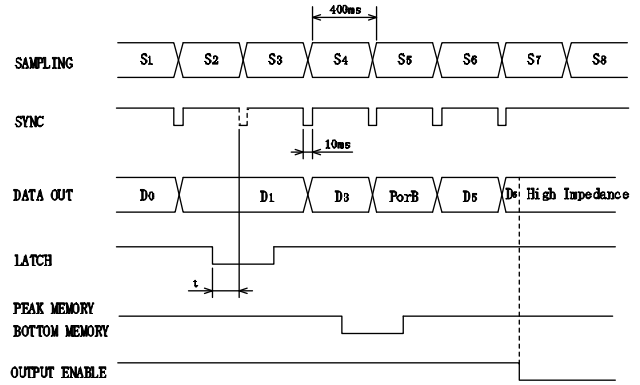 400ms
SAMPLING S1 S2 S3 S4 S5 S6 S7 S8
SYNC
10ms
DATA OUT D0 D1 D3 PorB D5 D6 High Impedance
LATCH
t
PEAK MEMORY
BOTTOM MEMORY
OUTPUT ENABLE